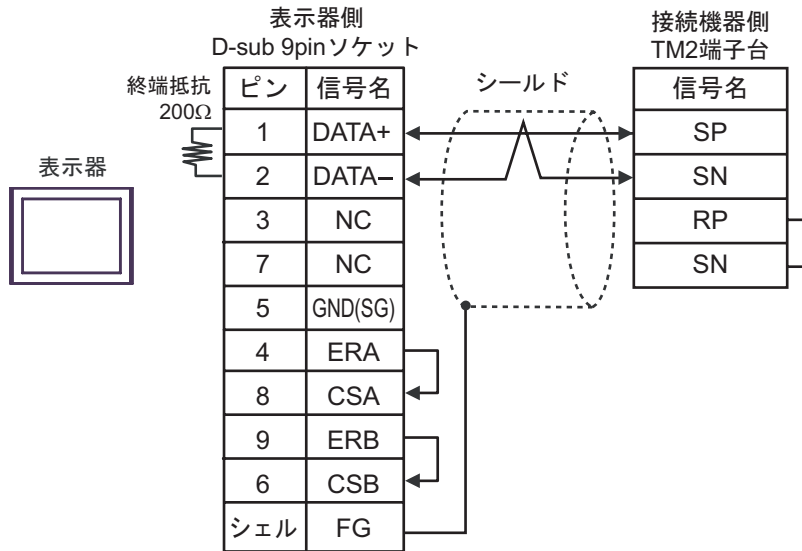 表示器側
D-sub 9pinソケット
接続機器側
TM2端子台
終端抵抗
200Ω
シールド
表示器
ピン 信号名
1 DATA+
2 DATA−
3 NC
7 NC
5 GND(SG)
4 ERA
8 CSA
9 ERB
6 CSB
シェル FG
信号名
SP
SN
RP
SN